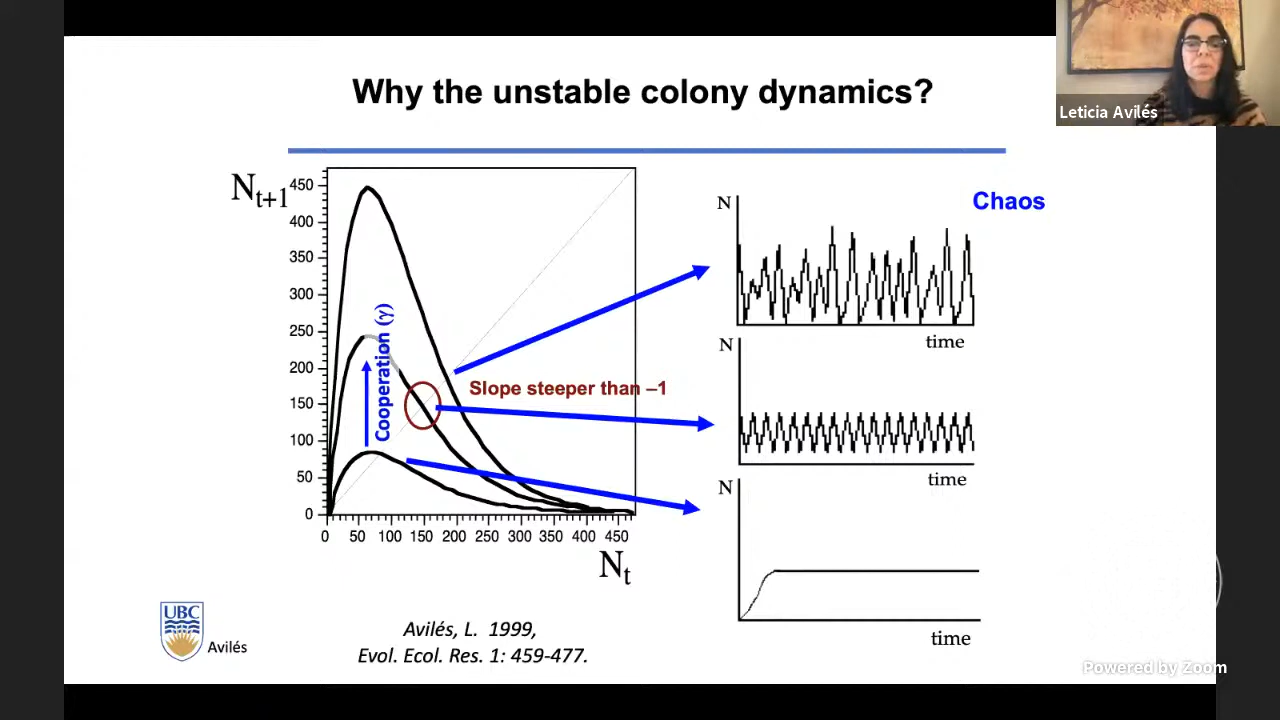 Why the unstable colony dynamics?
Leticia Avilés
Nt+1
450
400
350
300
250
200
150
100
50
0
Cooperation (γ)
0 50 100 150 200 250 300 350 400 450
Nt
Slope steeper than –1
Chaos
N
time
N
time
N
time
UBC
Avilés
Avilés, L. 1999,
Evol. Ecol. Res. 1: 459-477.
Powered by Zoom